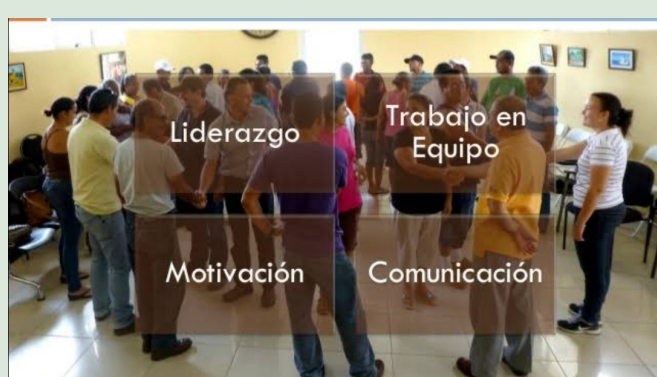 Liderazgo
Trabajo en
Equipo
Motivación
Comunicación